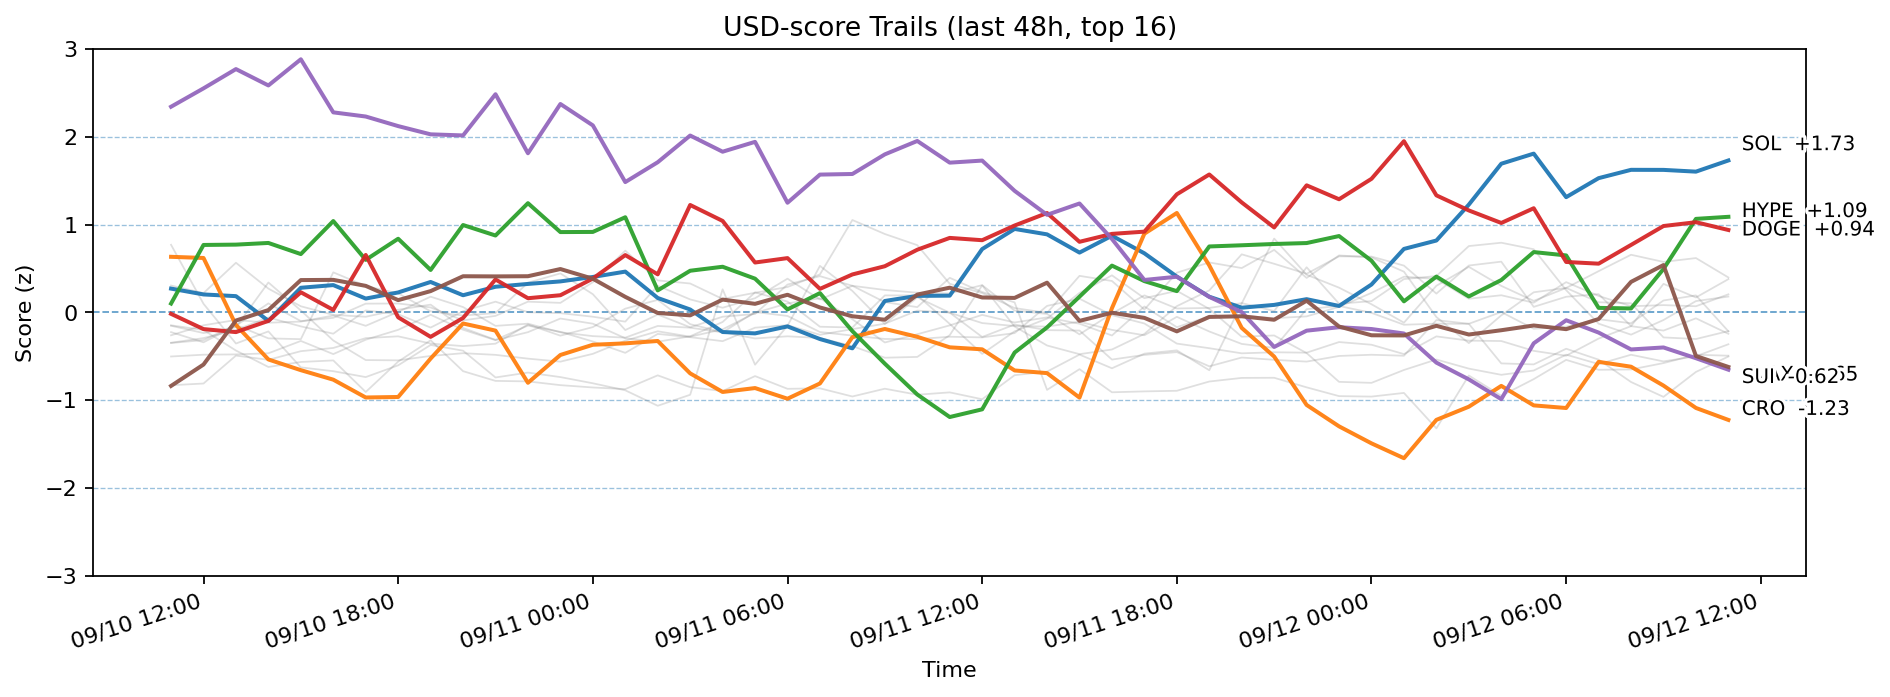 USD-score Trails (last 48h, top 16)
Score (z)
3
2
1
0
−1
−2
−3
SOL +1.73
HYPE +1.09
DOGE +0.94
SUI -0.62
CRO -1.23
09/10 12:00
09/10 18:00
09/11 00:00
09/11 06:00
09/11 12:00
09/11 18:00
09/12 00:00
09/12 06:00
09/12 12:00
Time